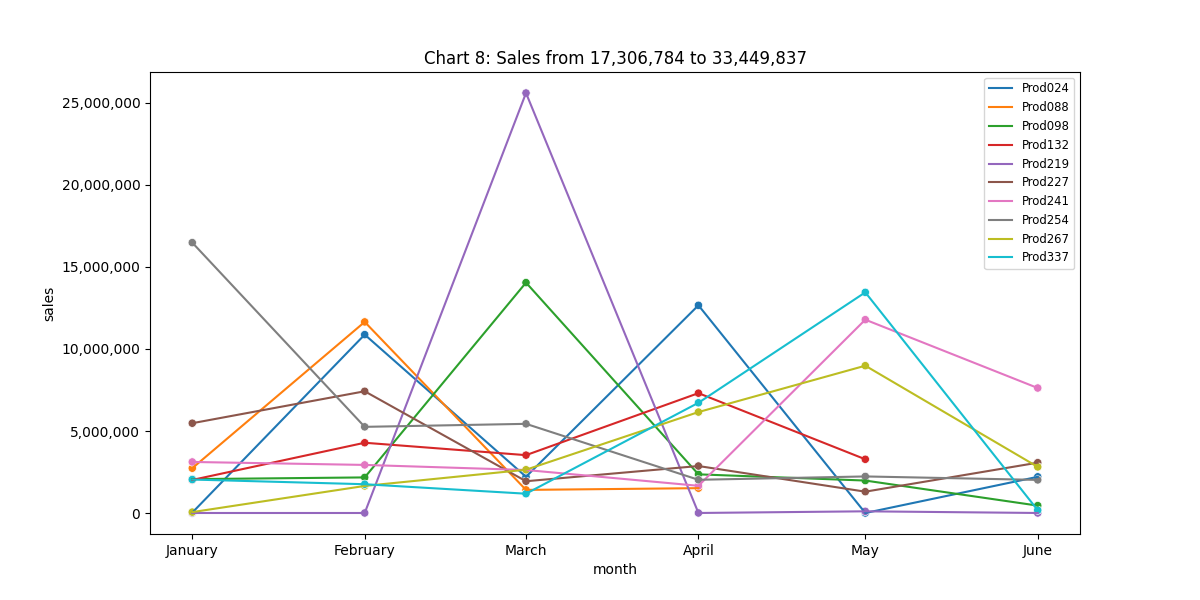 Chart 8: Sales from 17,306,784 to 33,449,837
25,000,000
20,000,000
15,000,000
10,000,000
5,000,000
0
sales
January February March April May June
month
Prod024
Prod088
Prod098
Prod132
Prod219
Prod227
Prod241
Prod254
Prod267
Prod337